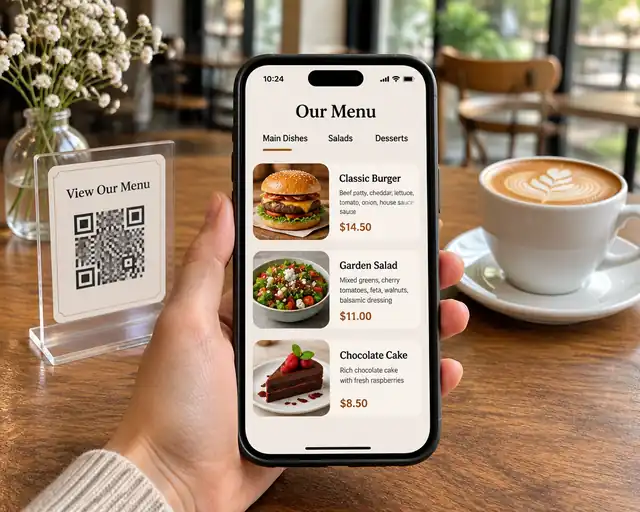 View Our Menu
10:24
Our Menu
Main Dishes Salads Desserts
Classic Burger
Beef patty, cheddar, lettuce,
tomato, onion, house sauce
sauce
$14.50
Garden Salad
Mixed greens, cherry
tomatoes, feta, walnuts,
balsamic dressing
$11.00
Chocolate Cake
Rich chocolate cake
with fresh raspberries
$8.50